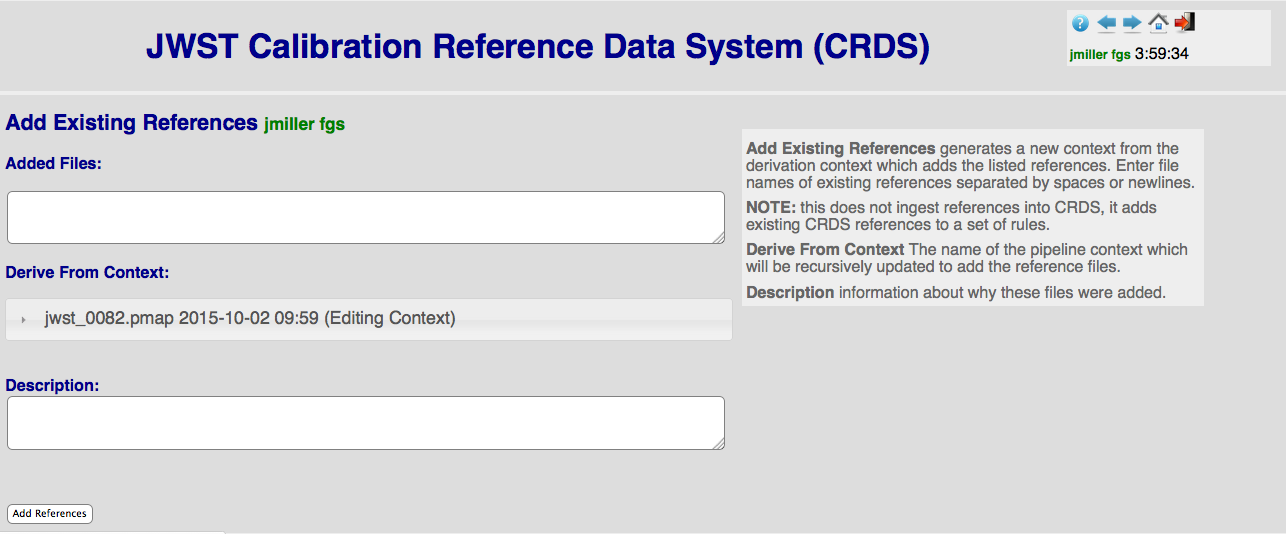 JWST Calibration Reference Data System (CRDS)
?
jmiller fgs 3:59:34
Add Existing References jmiller fgs
Added Files:
Derive From Context:
jwst_0082.pmap 2015-10-02 09:59 (Editing Context)
Description:
Add References
Add Existing References generates a new context from the
derivation context which adds the listed references. Enter file
names of existing references separated by spaces or newlines.
NOTE: this does not ingest references into CRDS, it adds
existing CRDS references to a set of rules.
Derive From Context The name of the pipeline context which
will be recursively updated to add the reference files.
Description information about why these files were added.